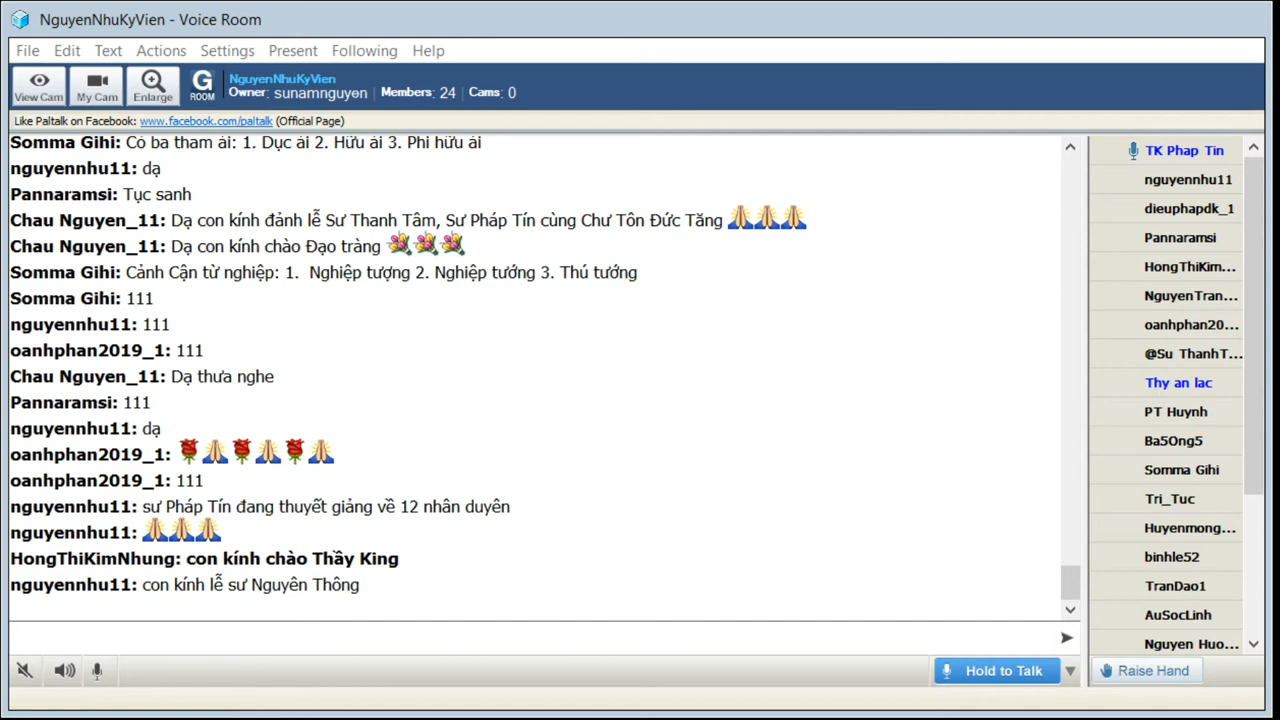 NguyenNhuKyVien - Voice Room
File Edit Text Actions Settings Present Following Help
View Cam My Cam Enlarge G ROOM
NguyenNhuKyVien
Owner: sunamnguyen | Members: 24 | Cams: 0
Like Paltalk on Facebook: www.facebook.com/paltalk (Official Page)
Somma Gihi: Có ba tham ái: 1. Dục ái 2. Hữu ái 3. Phi hữu ái
nguyennhu11: dạ
Pannaramsi: Tục sanh
Chau Nguyen_11: Dạ con kính đảnh lễ Sư Thanh Tâm, Sư Pháp Tín cùng Chư Tôn Đức Tăng
Chau Nguyen_11: Dạ con kính chào Đạo tràng
Somma Gihi: Cảnh Cận từ nghiệp: 1. Nghiệp tượng 2. Nghiệp tướng 3. Thú tướng
Somma Gihi: 111
nguyennhu11: 111
oanhphan2019_1: 111
Chau Nguyen_11: Dạ thưa nghe
Pannaramsi: 111
nguyennhu11: dạ
oanhphan2019_1:
oanhphan2019_1: 111
nguyennhu11: sư Pháp Tín đang thuyết giảng về 12 nhân duyên
nguyennhu11:
HongThiKimNhung: con kính chào Thầy King
nguyennhu11: con kính lễ sư Nguyên Thông
TK Phap Tin
nguyennhu11
dieuphapdk_1
Pannaramsi
HongThiKim...
NguyenTran...
oanhphan20...
@Su ThanhT...
Thy an lac
PT Huynh
Ba5Ong5
Somma Gihi
Tri_Tuc
Huyenmong...
binhle52
TranDao1
AuSocLinh
Nguyen Huo...
Hold to Talk
Raise Hand